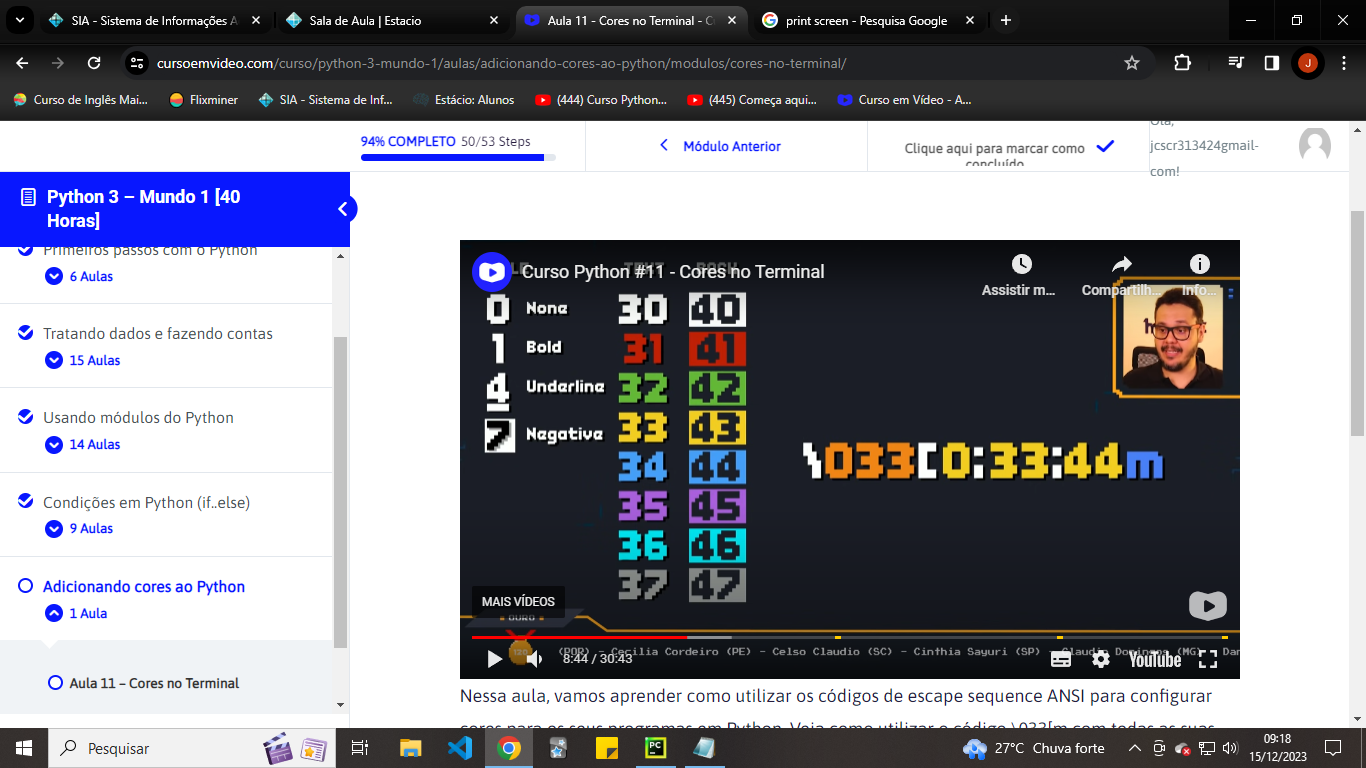 SIA - Sistema de Informações A
Sala de Aula | Estacio
Aula 11 - Cores no Terminal - C
print screen - Pesquisa Google
cursoemvideo.com/curso/python-3-mundo-1/aulas/adicionando-cores-ao-python/modulos/cores-no-terminal/
J
Curso de Inglês Mai...
Flixminer
SIA - Sistema de Inf...
Estácio: Alunos
(444) Curso Python...
(445) Começa aqui...
Curso em Vídeo - A...
94% COMPLETO 50/53 Steps
Módulo Anterior
Clique aqui para marcar como
concluído
Olá,
jcscr313424gmail-
com!
Python 3 – Mundo 1 [40
Horas]
Primeiros passos com o Python
6 Aulas
Tratando dados e fazendo contas
15 Aulas
Usando módulos do Python
14 Aulas
Condições em Python (if..else)
9 Aulas
Adicionando cores ao Python
1 Aula
Aula 11 – Cores no Terminal
Curso Python #11 - Cores no Terminal
Assistir m...
Compartilh...
Info...
TEXT BACK
0 None 30 40
1 Bold 31 41
4 Underline 32 42
7 Negative 33 43
34 44
35 45
36 46
37 47
\033[0:33:44m
MAIS VÍDEOS
OURO
(POR) - Cecilia Cordeiro (PE) - Celso Claudio (SC) - Cinthia Sayuri (SP) - Claudio Domingos (MG) - Dan
8:44 / 30:43
YouTube
Nessa aula, vamos aprender como utilizar os códigos de escape sequence ANSI para configurar
cores para os seus programas em Python. Veja como utilizar o código \033[m com todas as suas
Pesquisar
27°C Chuva forte
09:18
15/12/2023